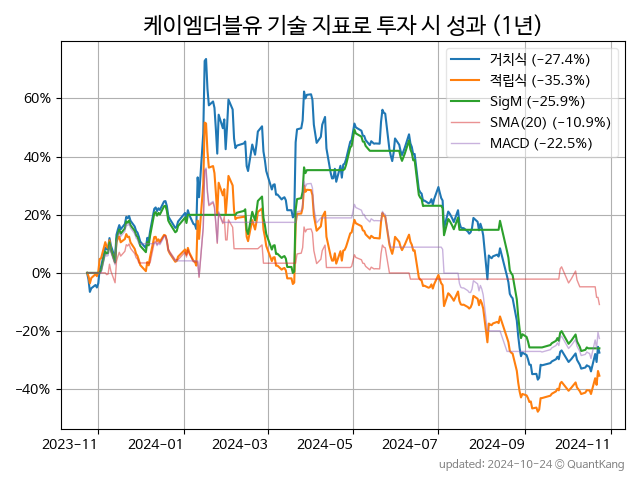 케이엠더블유 기술 지표로 투자 시 성과 (1년)
거치식 (−27.4%)
적립식 (−35.3%)
SigM (−25.9%)
SMA(20) (−10.9%)
MACD (−22.5%)
60%
40%
20%
0%
−20%
−40%
2023-11 2024-01 2024-03 2024-05 2024-07 2024-09 2024-11
updated: 2024-10-24 © QuantKang